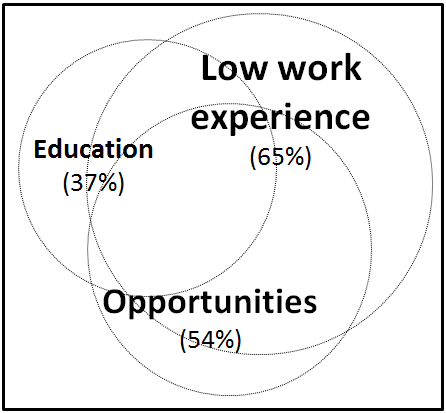 Low work
experience
(65%)
Education
(37%)
Opportunities
(54%)